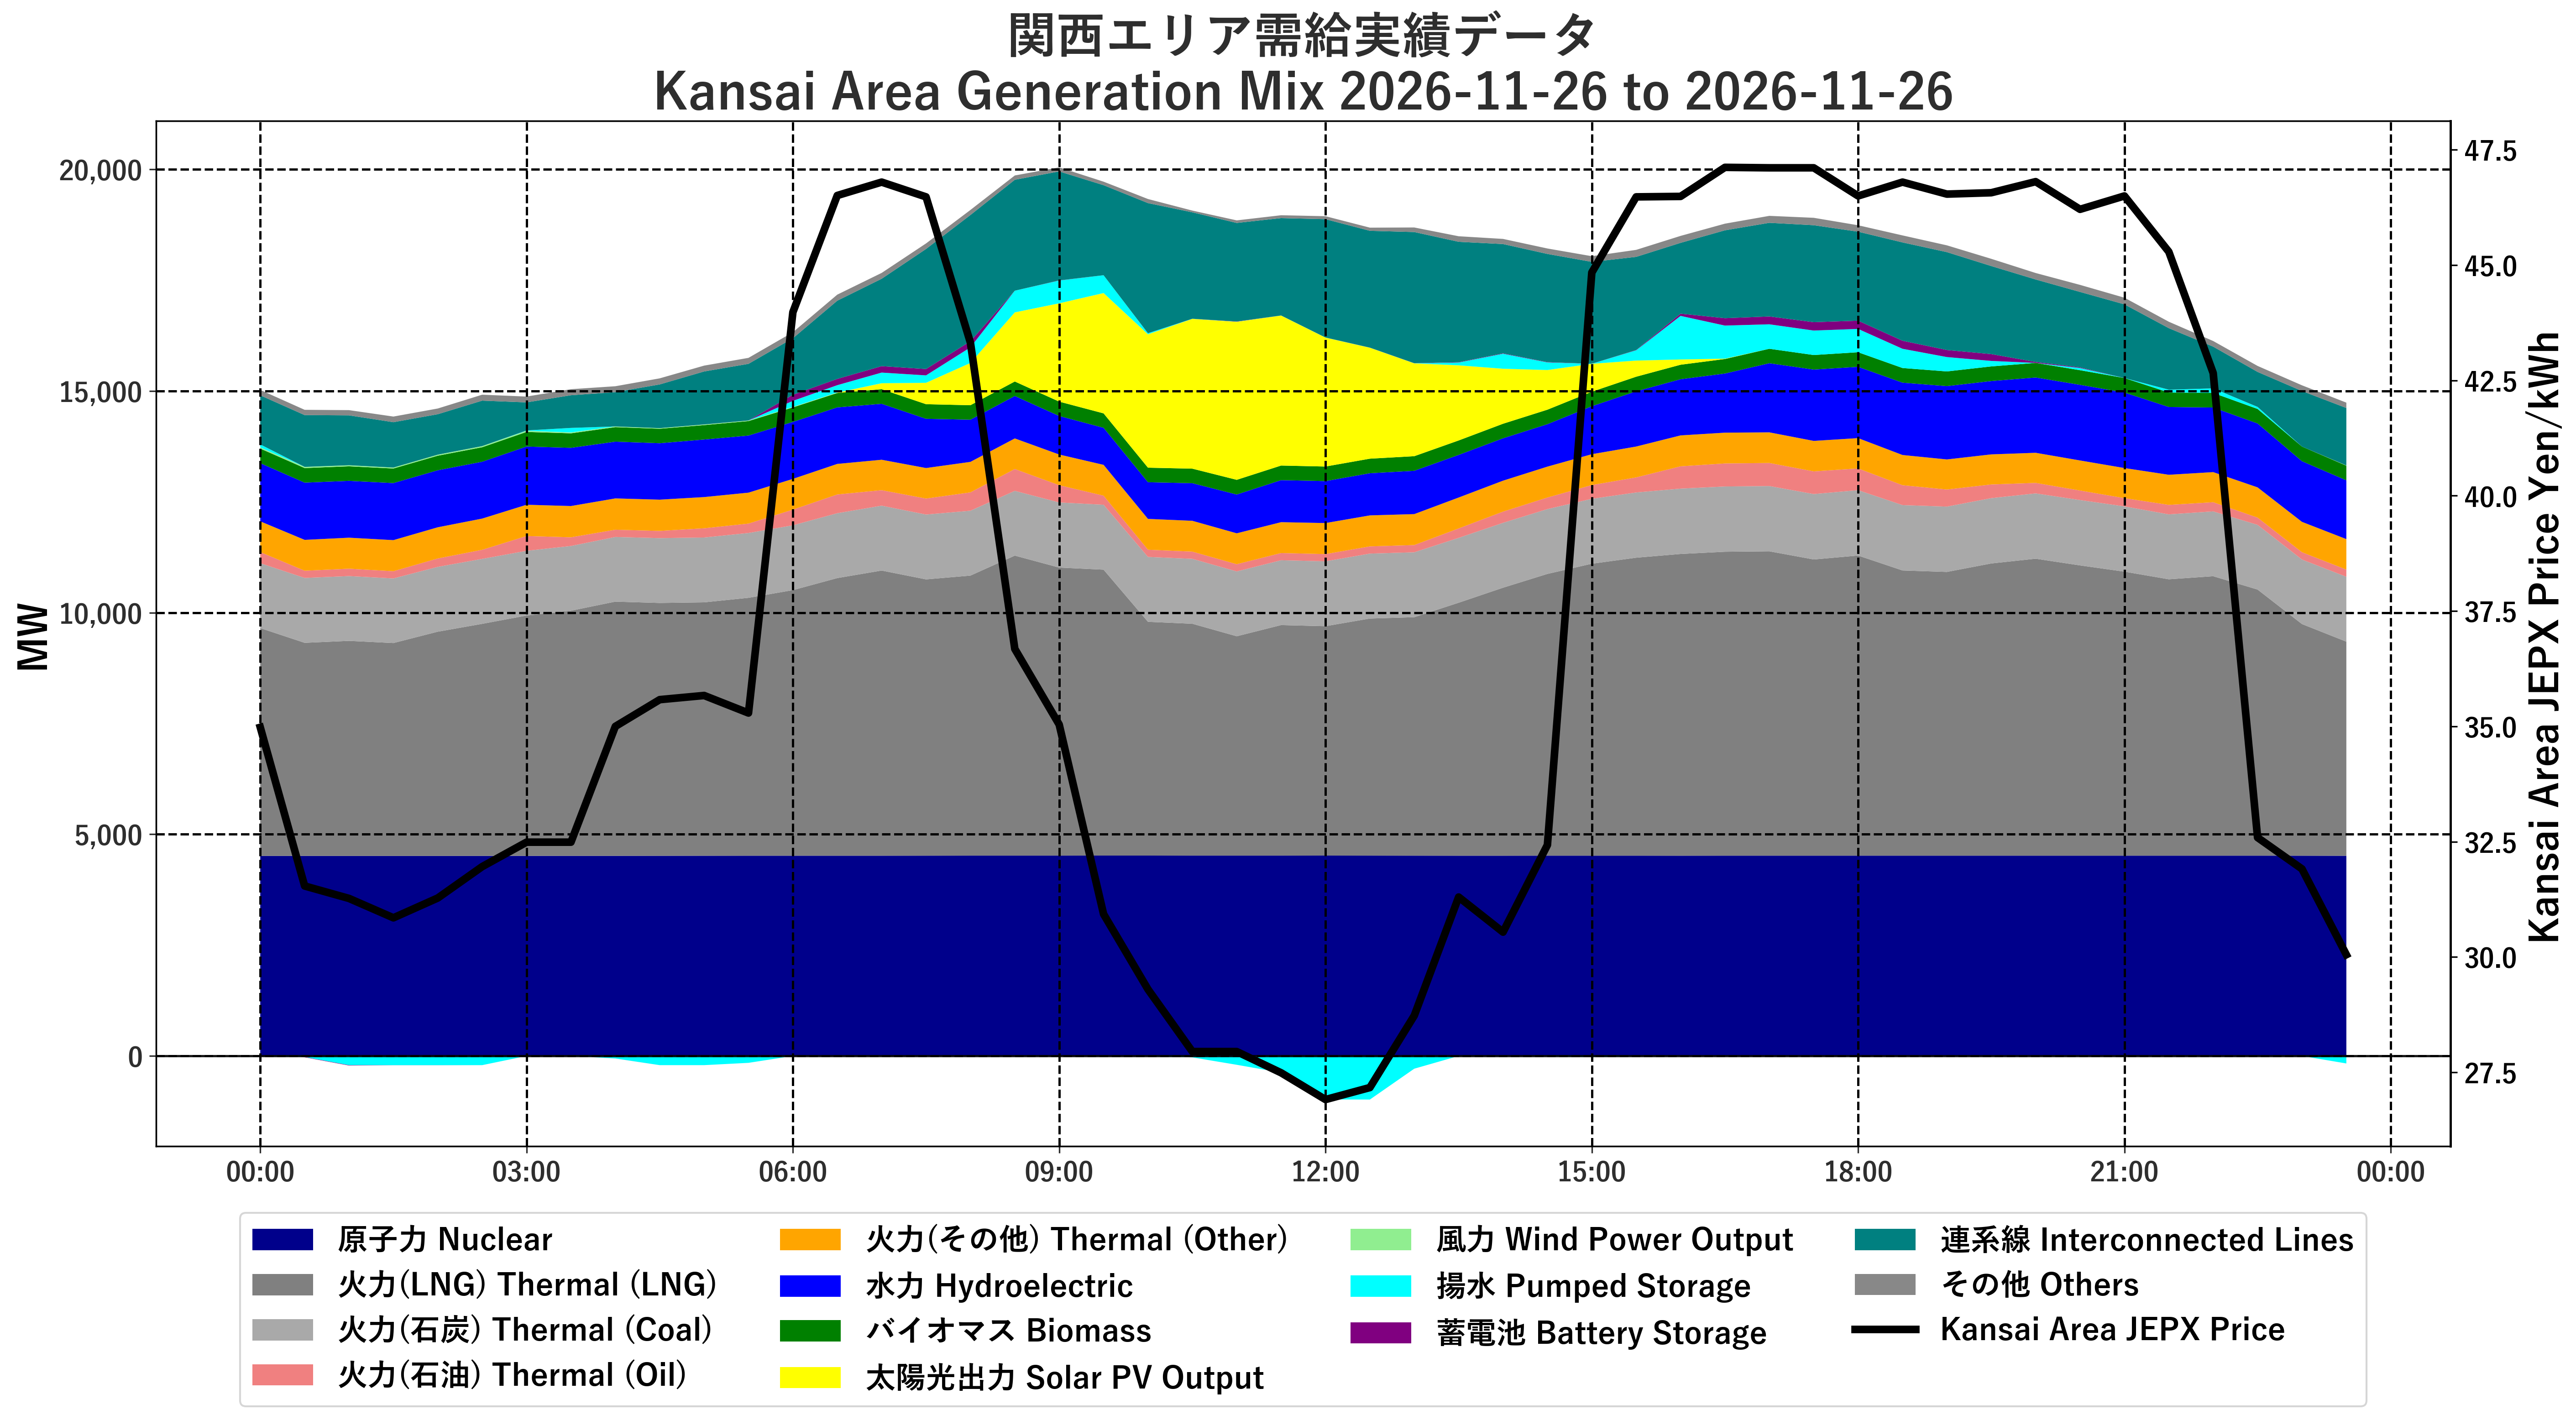 関西エリア需給実績データ
Kansai Area Generation Mix 2026-11-26 to 2026-11-26
MW
20,000
15,000
10,000
5,000
0
47.5
45.0
42.5
40.0
37.5
35.0
32.5
30.0
27.5
Kansai Area JEPX Price Yen/kWh
00:00 03:00 06:00 09:00 12:00 15:00 18:00 21:00 00:00
原子力 Nuclear
火力(LNG) Thermal (LNG)
火力(石炭) Thermal (Coal)
火力(石油) Thermal (Oil)
火力(その他) Thermal (Other)
水力 Hydroelectric
バイオマス Biomass
太陽光出力 Solar PV Output
風力 Wind Power Output
揚水 Pumped Storage
蓄電池 Battery Storage
連系線 Interconnected Lines
その他 Others
Kansai Area JEPX Price